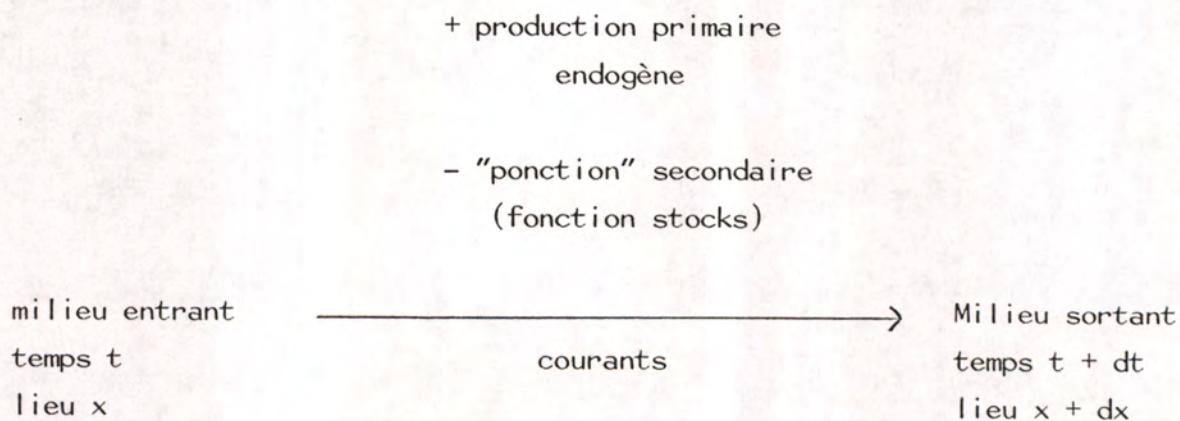 + production primaire
endogène
- "ponction" secondaire
(fonction stocks)
milieu entrant
temps t
lieu x
courants
Milieu sortant
temps t + dt
lieu x + dx